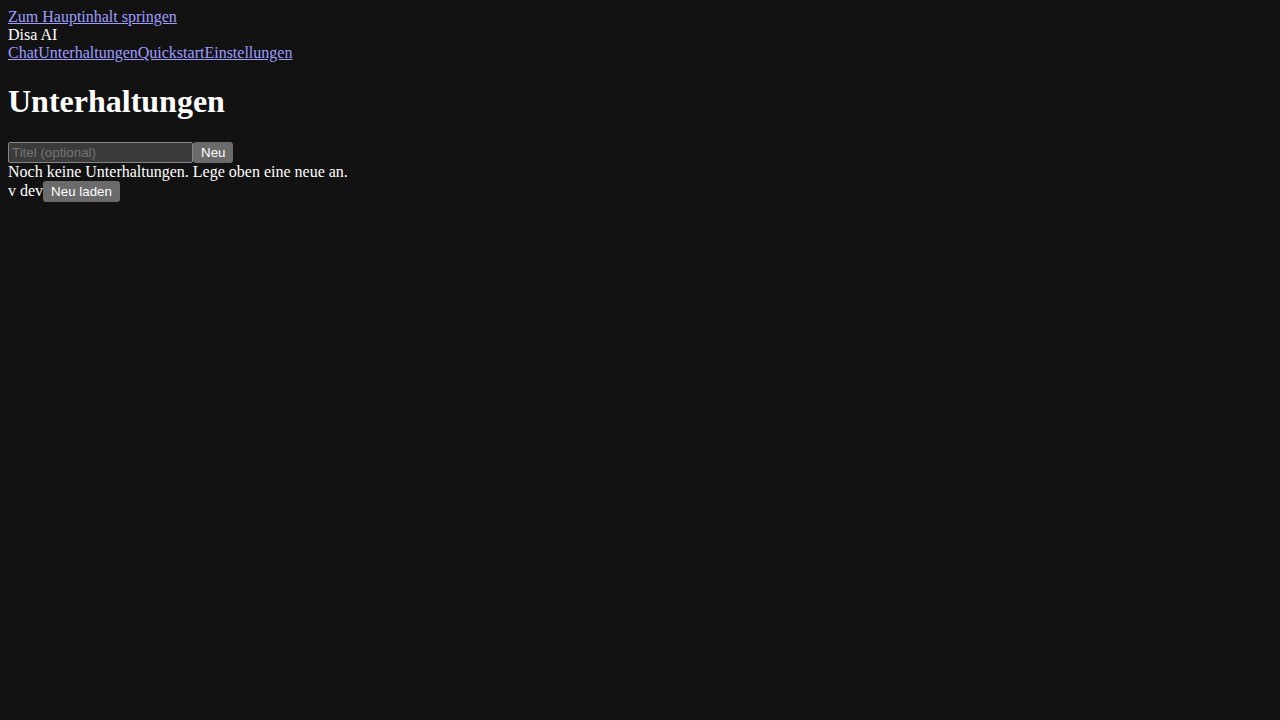 Zum Hauptinhalt springen
Disa AI
ChatUnterhaltungenQuickstartEinstellungen
Unterhaltungen
Titel (optional) Neu
Noch keine Unterhaltungen. Lege oben eine neue an.
v dev Neu laden